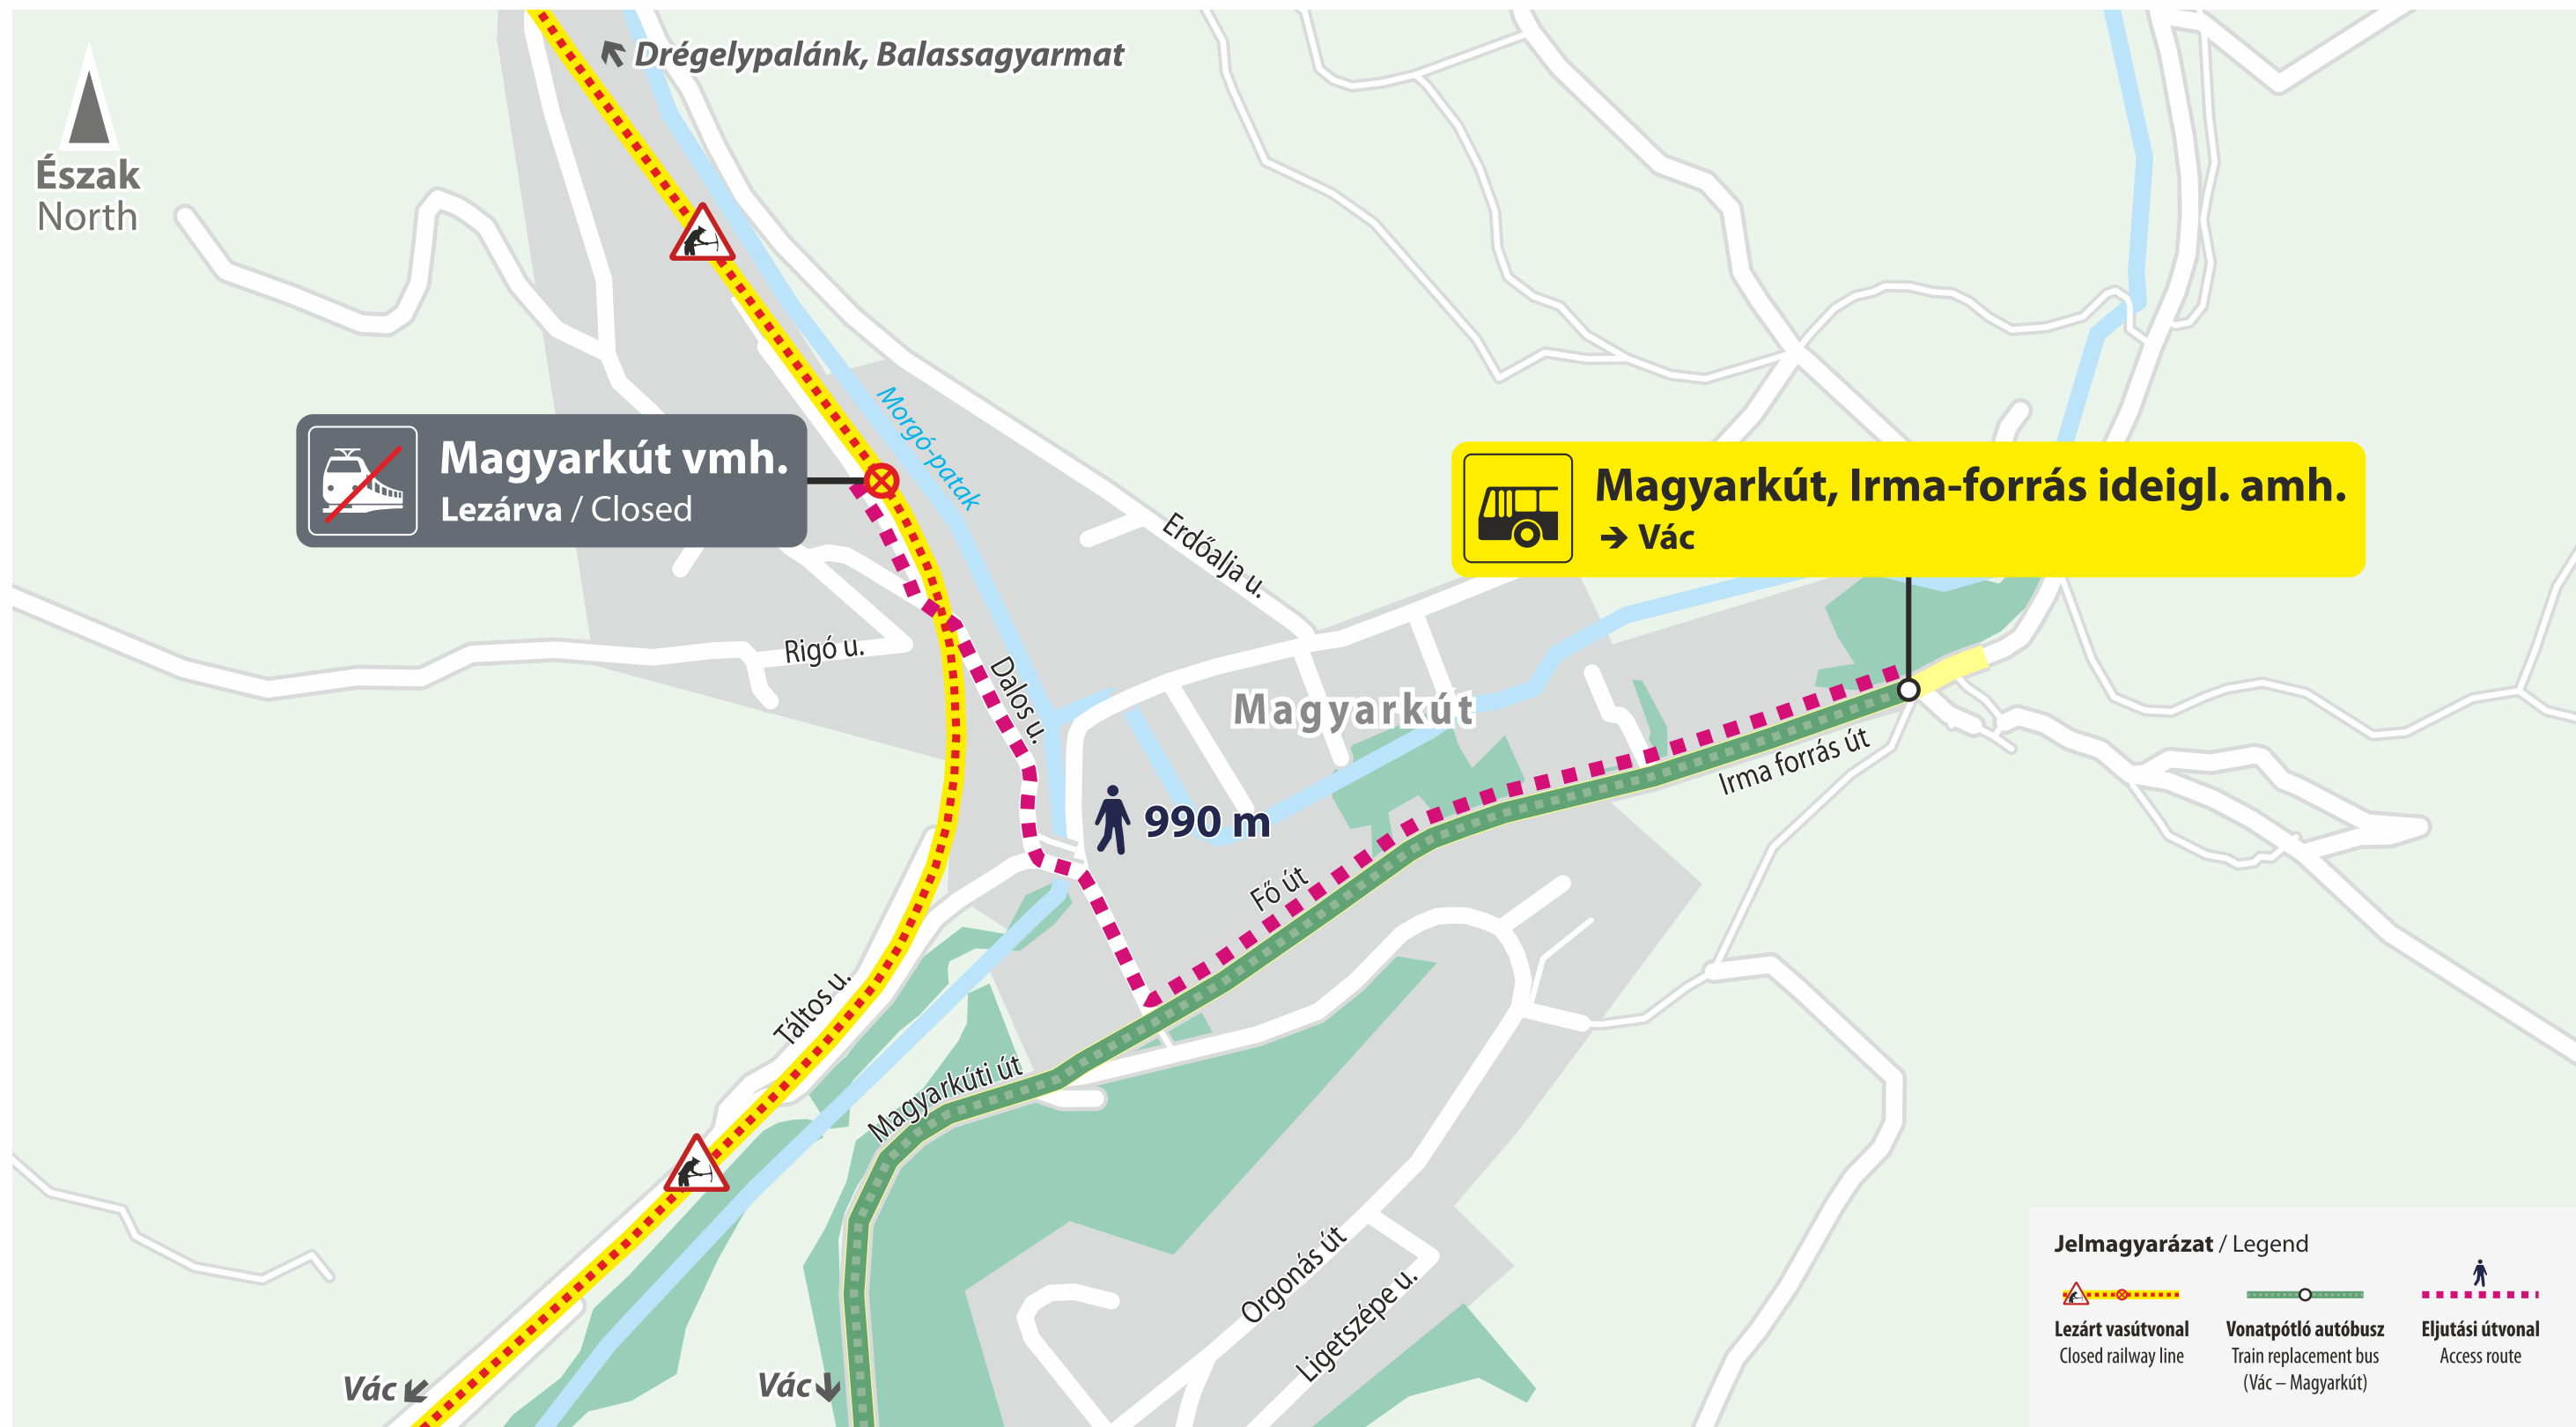 Drégelypalánk, Balassagyarmat
Észak
North
Morgó-patak
Magyarkút vmh.
Lezárva / Closed
Magyarkút, Irma-forrás ideigl. amh.
➔ Vác
Erdőalja u.
Rigó u.
Dalos u.
Magyarkút
Irma forrás út
990 m
Fő út
Táltos u.
Magyarkúti út
Orgonás út
Ligetszépe u.
Vác
Vác
Jelmagyarázat / Legend
Lezárt vasútvonal
Closed railway line
Vonatpótló autóbusz
Train replacement bus
(Vác – Magyarkút)
Eljutási útvonal
Access route